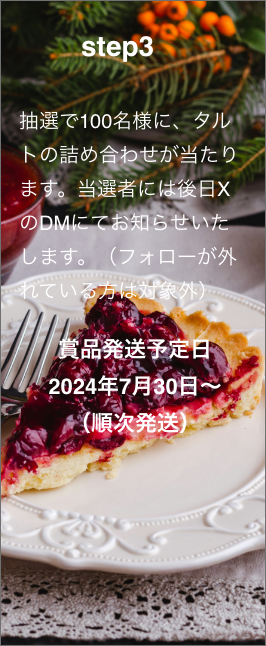 step3
抽選で100名様に、タル
トの詰め合わせが当たり
ます。当選者には後日X
のDMにてお知らせいた
します。（フォローが外
れている方は対象外）
賞品発送予定日
2024年7月30日～
（順次発送）